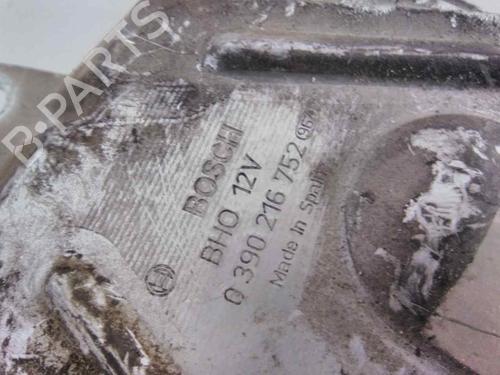 B-PARTS
BOSCH
BHO 12V
0 390 216 752
Made in Spain